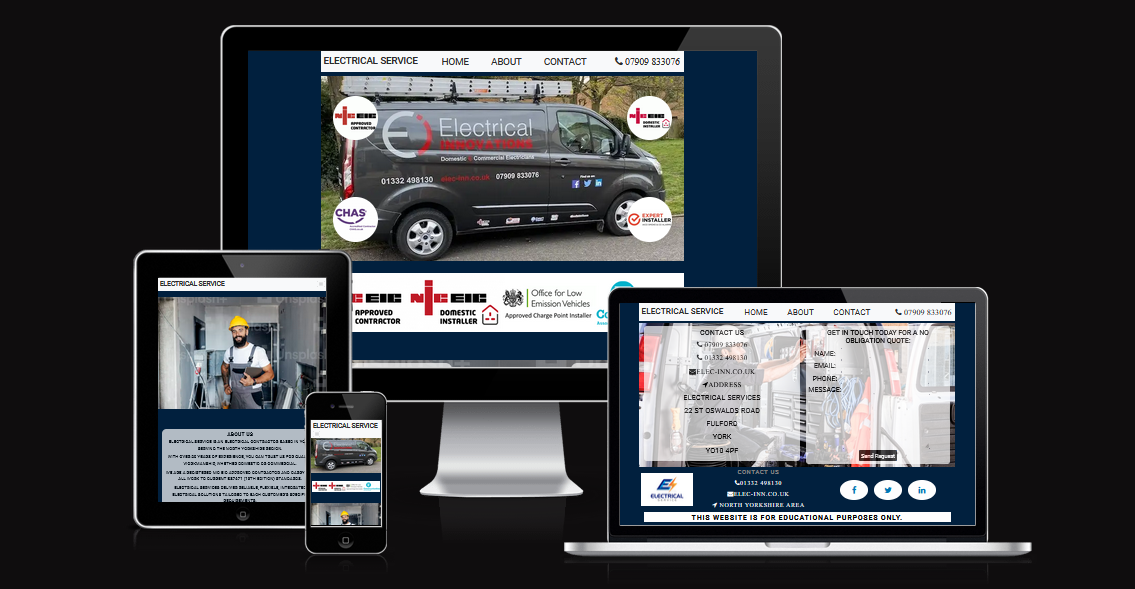 ELECTRICAL SERVICE HOME ABOUT CONTACT 07909 833076
NICEIC
APPROVED
CONTRACTOR
NICEIC
DOMESTIC
INSTALLER
Electrical
INNOVATIONS
Domestic & Commercial Electricians
01332 498130 elec-inn.co.uk 07909 833076
Find us on:
CHAS
EXPERT
INSTALLER
EIC
APPROVED
CONTRACTOR
NICEIC
DOMESTIC
INSTALLER
Office for Low
Emission Vehicles
Approved Charge Point Installer
ELECTRICAL SERVICE
ABOUT US
ELECTRICAL SERVICE IS AN ELECTRICAL CONTRACTOR BASED IN
SERVING THE NORTH YORKSHIRE REGION.
ELECTRICAL SERVICE
ELECTRICAL SERVICE HOME ABOUT CONTACT 07909 833076
CONTACT US
07909 833076
01332 498130
ELEC-INN.CO.UK
ADDRESS
ELECTRICAL SERVICES
22 ST OSWALDS ROAD
FULFORD
YORK
YO10 4PF
GET IN TOUCH TODAY FOR A NO
OBLIGATION QUOTE:
NAME:
EMAIL:
PHONE:
MESSAGE:
Send Request
ELECTRICAL
SERVICE
CONTACT US
01332 498130
ELEC-INN.CO.UK
NORTH YORKSHIRE AREA
THIS WEBSITE IS FOR EDUCATIONAL PURPOSES ONLY.